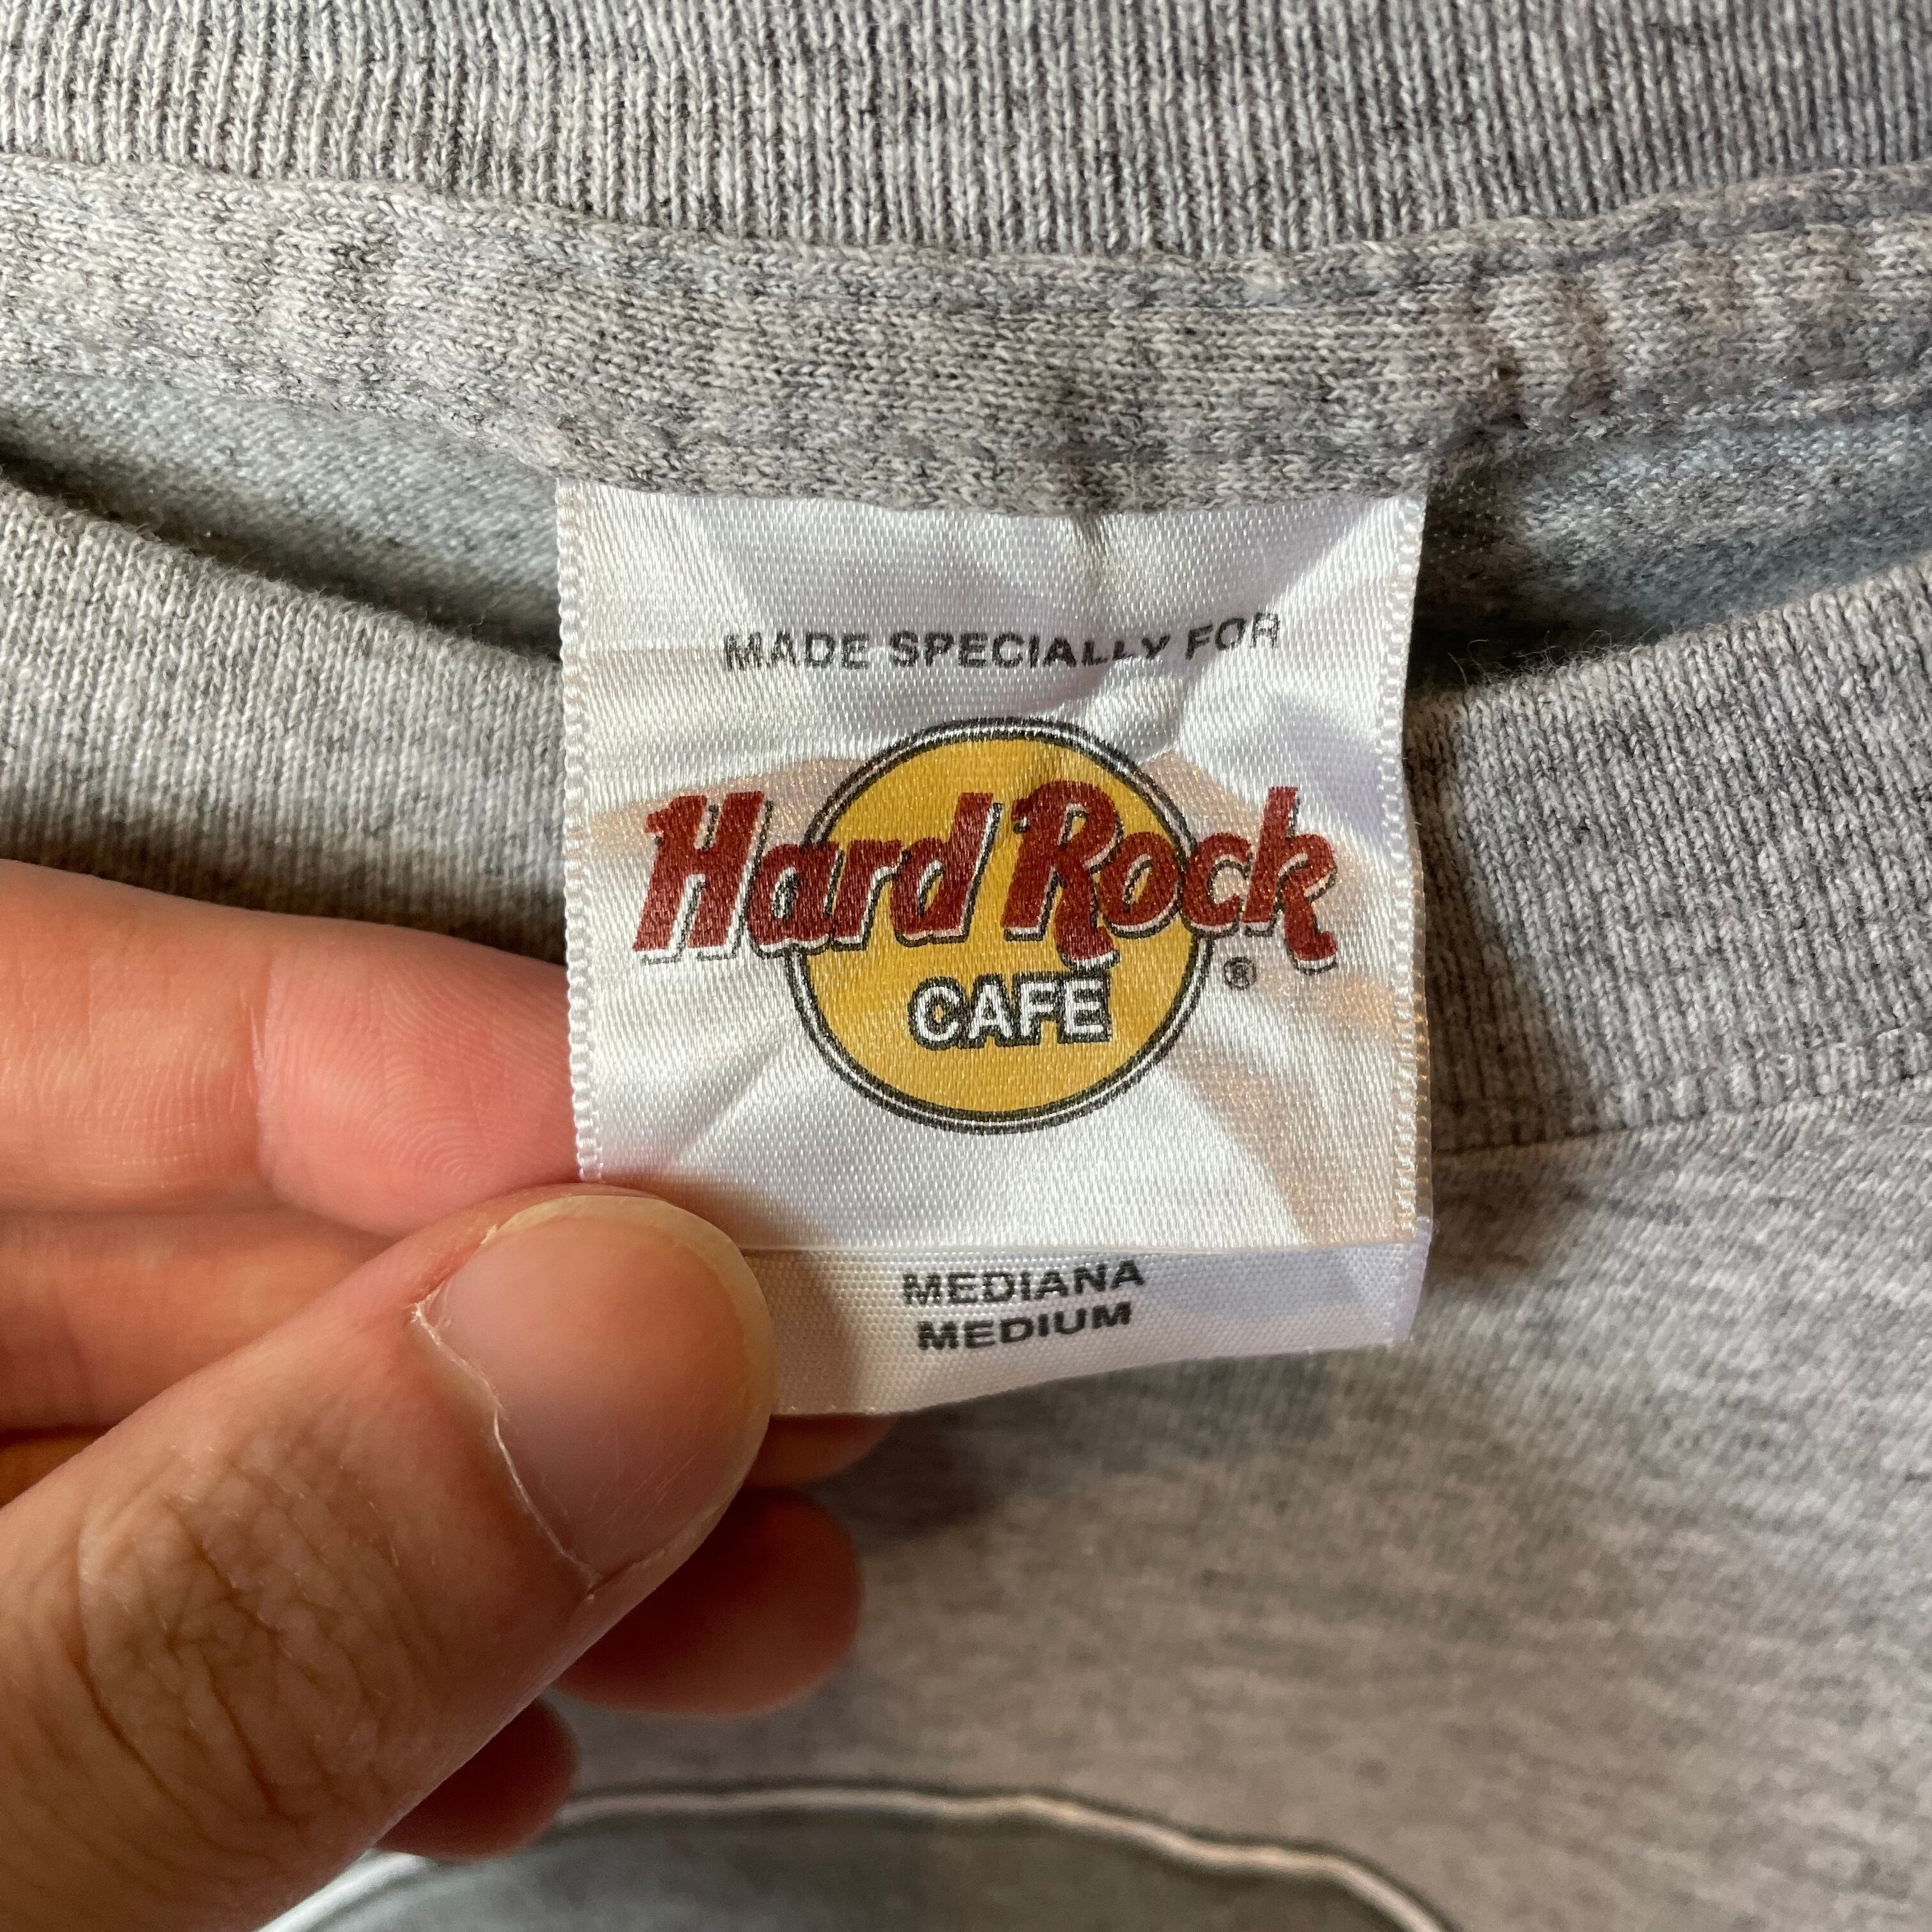 MADE SPECIALLY FOR
Hard Rock
CAFE ®
MEDIANA
MEDIUM